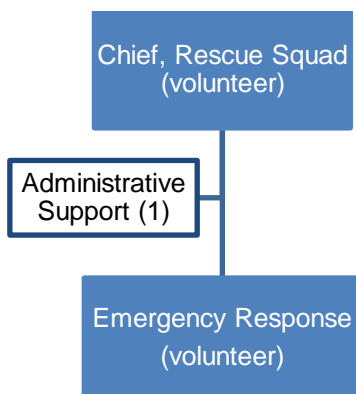 Chief, Rescue Squad
(volunteer)
Administrative
Support (1)
Emergency Response
(volunteer)